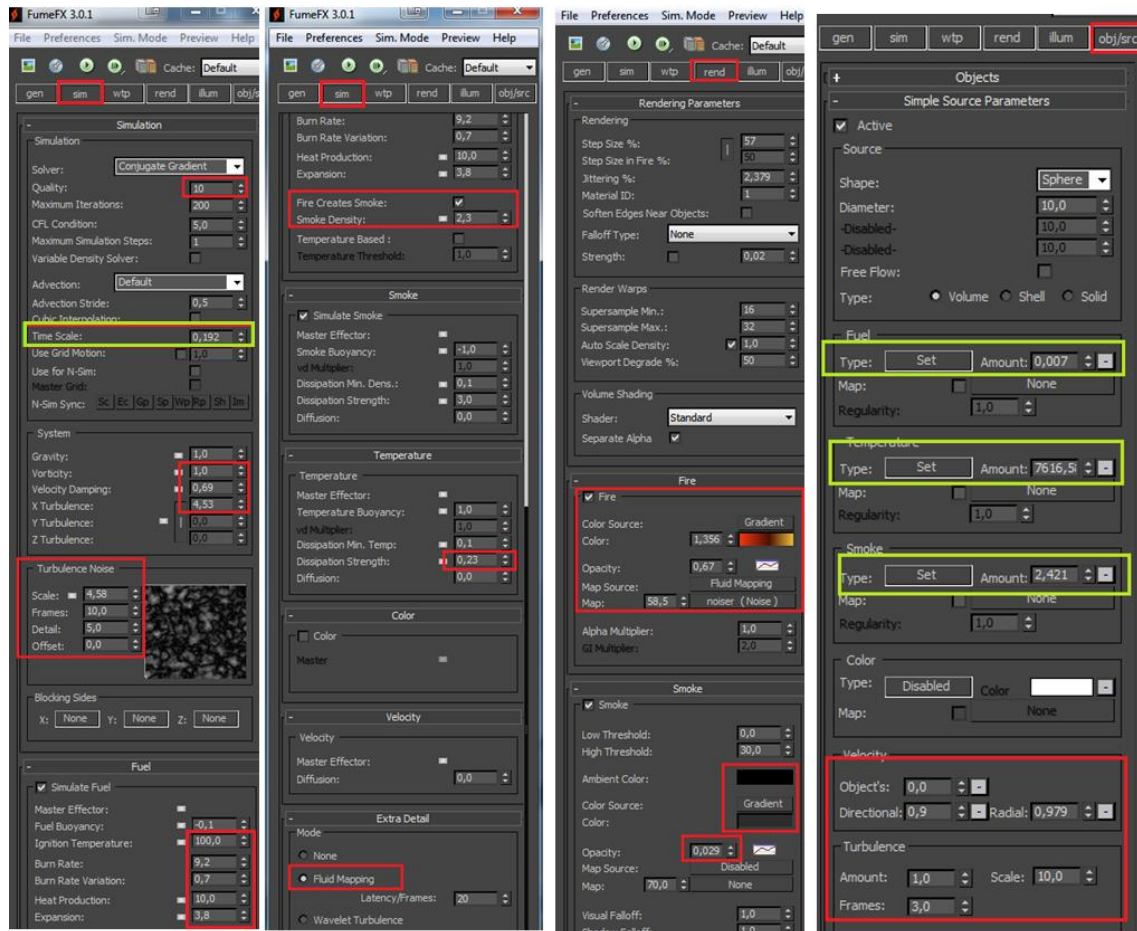 FumeFX 3.0.1
File Preferences Sim. Mode Preview Help
Cache: Default
gen sim wtp rend illum obj/s
- Simulation
Simulation
Solver: Conjugate Gradient
Quality: 10
Maximum Iterations: 200
CFL Condition: 5,0
Maximum Simulation Steps: 1
Variable Density Solver:
Advection: Default
Advection Stride: 0,5
Cubic Interpolation:
Time Scale: 0,192
Use Grid Motion: 1,0
Use for N-Sim:
Master Grid:
N-Sim Sync: Sc Ec Gp Sp Wp Rp Sh Im
System
Gravity: 1,0
Vorticity: 1,0
Velocity Damping: 0,69
X Turbulence: 4,53
Y Turbulence: 0,0
Z Turbulence: 0,0
Turbulence Noise
Scale: 4,58
Frames: 10,0
Detail: 5,0
Offset: 0,0
Blocking Sides
X: None Y: None Z: None
- Fuel
Simulate Fuel
Master Effector:
Fuel Buoyancy: -0,1
Ignition Temperature: 100,0
Burn Rate: 9,2
Burn Rate Variation: 0,7
Heat Production: 10,0
Expansion: 3,8
FumeFX 3.0.1
File Preferences Sim. Mode Preview Help
Cache: Default
gen sim wtp rend illum obj/src
Burn Rate: 9,2
Burn Rate Variation: 0,7
Heat Production: 10,0
Expansion: 3,8
Fire Creates Smoke:
Smoke Density: 2,3
Temperature Based :
Temperature Threshold: 1,0
- Smoke
Simulate Smoke
Master Effector:
Smoke Buoyancy: -1,0
vd Multiplier: 1,0
Dissipation Min. Dens.: 0,1
Dissipation Strength: 3,0
Diffusion: 0,0
- Temperature
Temperature
Master Effector:
Temperature Buoyancy: 1,0
vd Multiplier: 1,0
Dissipation Min. Temp: 0,1
Dissipation Strength: 0,23
Diffusion: 0,0
- Color
Color
Master
- Velocity
Velocity
Master Effector:
Diffusion: 0,0
- Extra Detail
Mode
None
Fluid Mapping
Latency/Frames: 20
Wavelet Turbulence
File Preferences Sim. Mode Preview Help
Cache: Default
gen sim wtp rend illum obj/
- Rendering Parameters
Rendering
Step Size %: 57
Step Size in Fire %: 50
Jittering %: 2,379
Material ID: 1
Soften Edges Near Objects:
Falloff Type: None
Strength: 0,02
Render Warps
Supersample Min.: 16
Supersample Max.: 32
Auto Scale Density: 1,0
Viewport Degrade %: 50
Volume Shading
Shader: Standard
Separate Alpha
- Fire
Fire
Color Source: Gradient
Color: 1,356
Opacity: 0,67
Map Source: Fluid Mapping
Map: 58,5 noiser ( Noise )
Alpha Multiplier: 1,0
GI Multiplier: 2,0
- Smoke
Smoke
Low Threshold: 0,0
High Threshold: 30,0
Ambient Color:
Color Source: Gradient
Color:
Opacity: 0,029
Map Source: Disabled
Map: 70,0 None
Visual Falloff: 1,0
Shadow Falloff 1,0
gen sim wtp rend illum obj/src
+ Objects
- Simple Source Parameters
Active
Source
Shape: Sphere
Diameter: 10,0
-Disabled- 10,0
-Disabled- 10,0
Free Flow:
Type: Volume Shell Solid
Fuel
Type: Set Amount: 0,007
Map: None
Regularity: 1,0
Temperature
Type: Set Amount: 7616,5
Map: None
Regularity: 1,0
Smoke
Type: Set Amount: 2,421
Map: None
Regularity: 1,0
Color
Type: Disabled Color
Map: None
Velocity
Object's: 0,0
Directional: 0,9 Radial: 0,979
Turbulence
Amount: 1,0 Scale: 10,0
Frames: 3,0